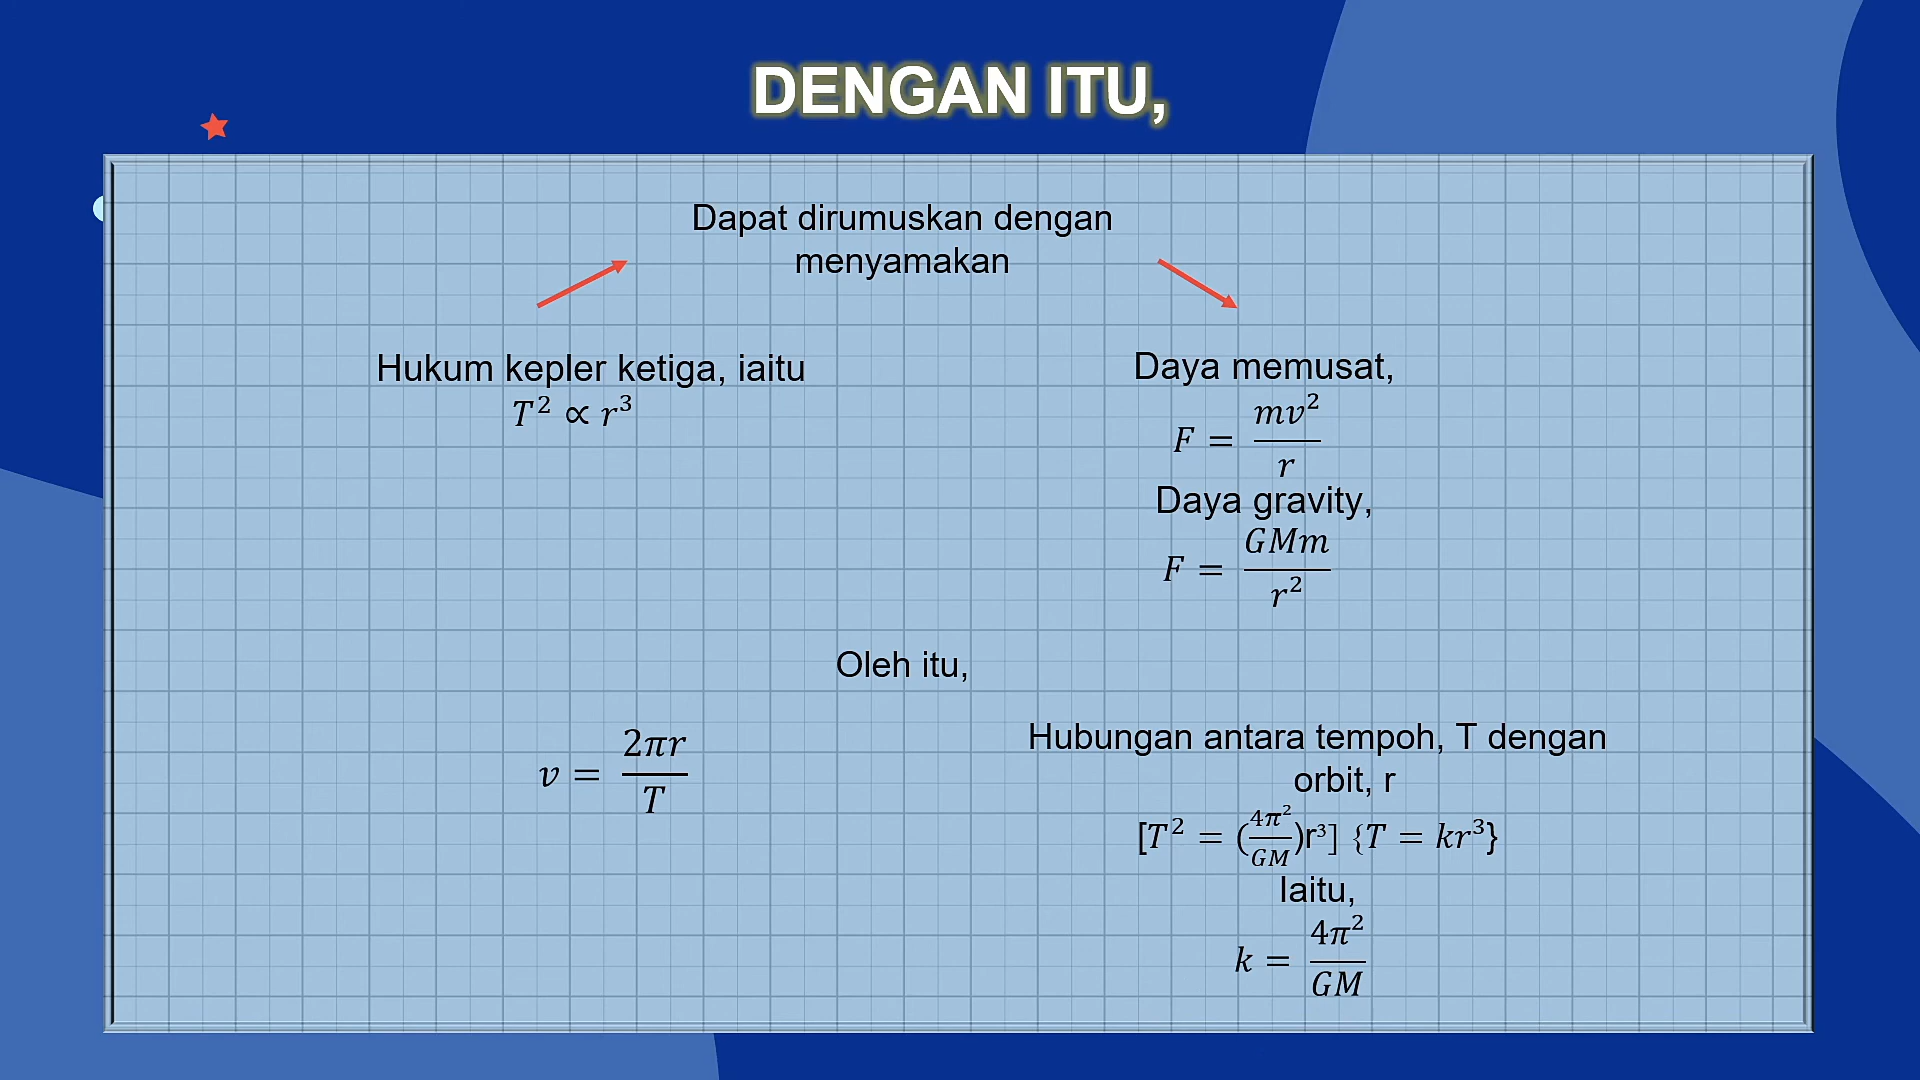 DENGAN ITU,
Dapat dirumuskan dengan
menyamakan
Hukum kepler ketiga, iaitu
T² ∝ r³
Daya memusat,
F = mv²/r
Daya gravity,
F = GMm/r²
Oleh itu,
v = 2πr/T
Hubungan antara tempoh, T dengan
orbit, r
[T² = (4π²/GM)r³] {T = kr³}
Iaitu,
k = 4π²/GM